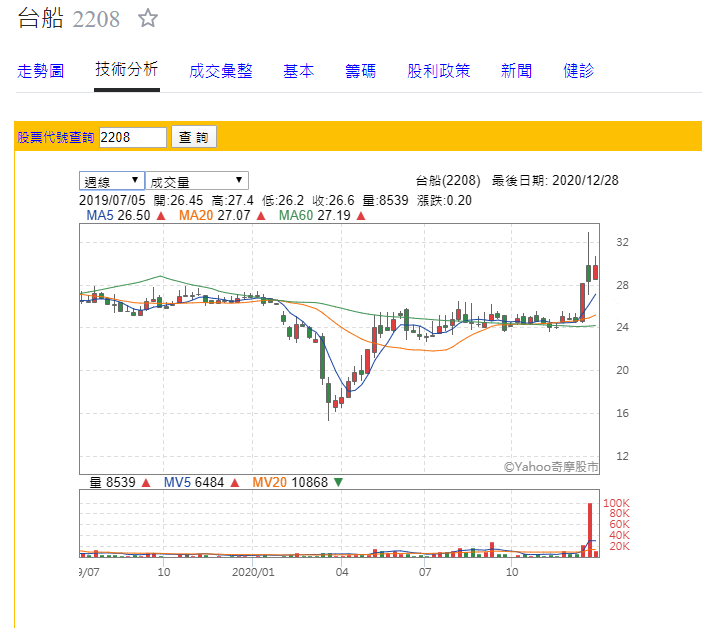 台船 2208
走勢圖 技術分析 成交彙整 基本 籌碼 股利政策 新聞 健診
股票代號查詢 2208 查 詢
週線 成交量 台船(2208) 最後日期: 2020/12/28
2019/07/05 開:26.45 高:27.4 低:26.2 收:26.6 量:8539 漲跌:0.20
MA5 26.50 ▲ MA20 27.07 ▲ MA60 27.19 ▲
32
28
24
20
16
12
©Yahoo奇摩股市
量 8539 ▲ MV5 6484 ▲ MV20 10868 ▼
100K
80K
60K
40K
20K
9/07 10 2020/01 04 07 10